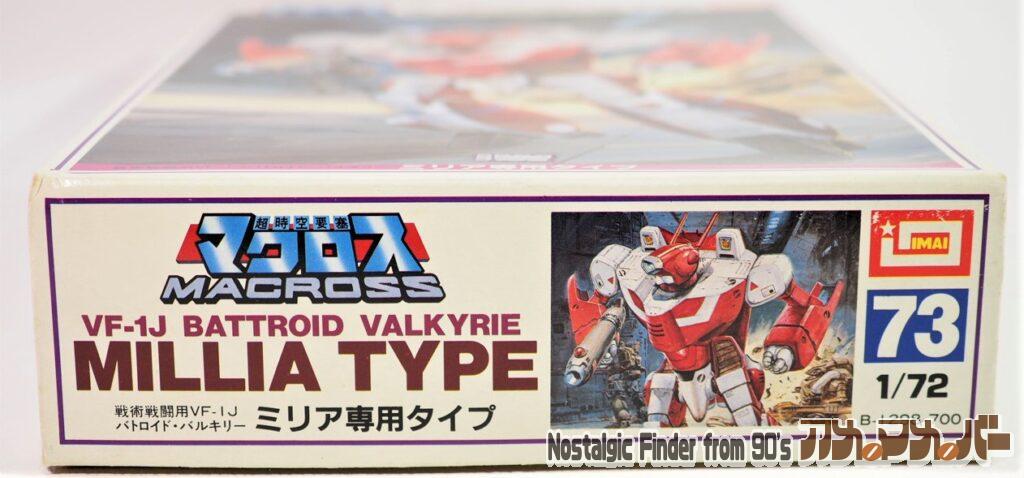 超時空要塞
マクロス
MACROSS
VF-1J BATTROID VALKYRIE
MILLIA TYPE
戦術戦闘用VF-1J
バトロイド・バルキリー
ミリア専用タイプ
IMAI
73
1/72
Nostalgic Finder from 90's